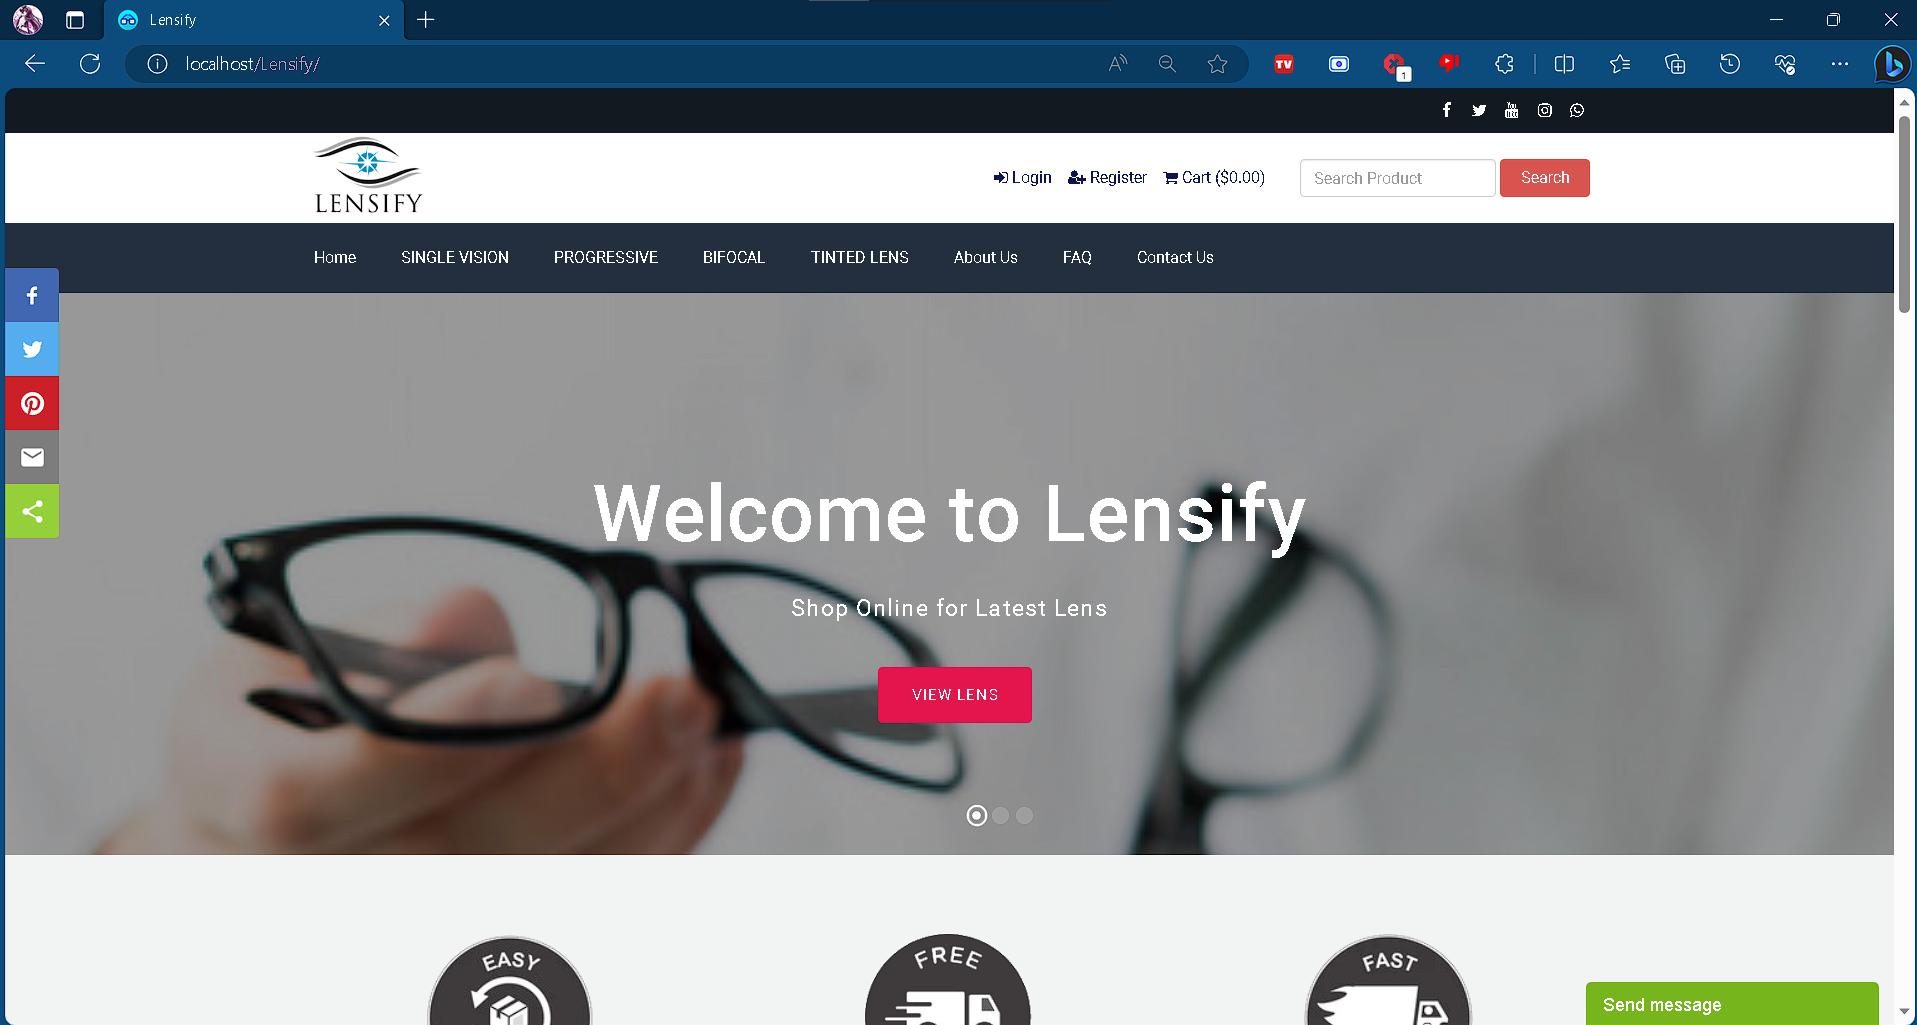 Lensify
localhost/Lensify/
TV
1
You
LENSIFY
Login
Register
Cart ($0.00)
Search Product
Search
Home
SINGLE VISION
PROGRESSIVE
BIFOCAL
TINTED LENS
About Us
FAQ
Contact Us
Welcome to Lensify
Shop Online for Latest Lens
VIEW LENS
EASY
FREE
FAST
Send message